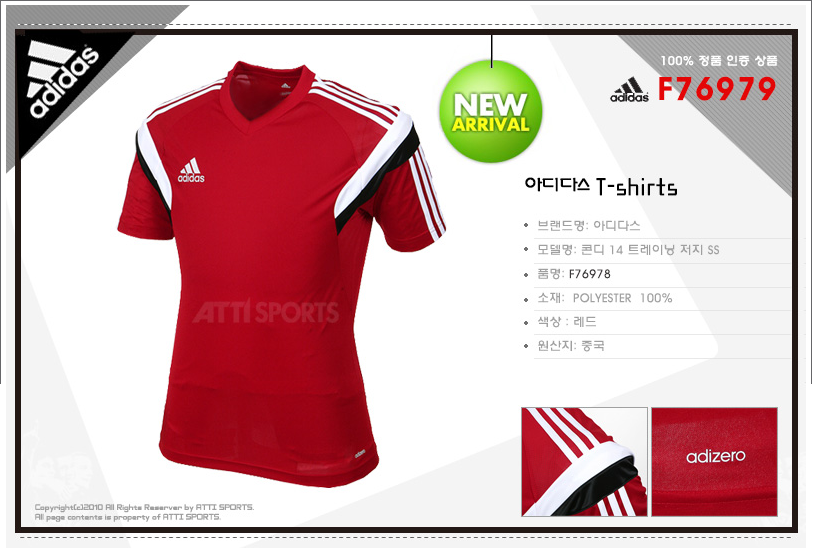 adidas
100% 정품 인증 상품
adidas F76979
NEW
ARRIVAL
adidas
아디다스 T-shirts
브랜드명: 아디다스
모델명: 콘디 14 트레이닝 저지 SS
품명: F76978
소재: POLYESTER 100%
색상 : 레드
원산지: 중국
ATTI SPORTS
adizero
adizero
Copyright(c)2010 All Rights Reserver by ATTI SPORTS.
All page contents is property of ATTI SPORTS.